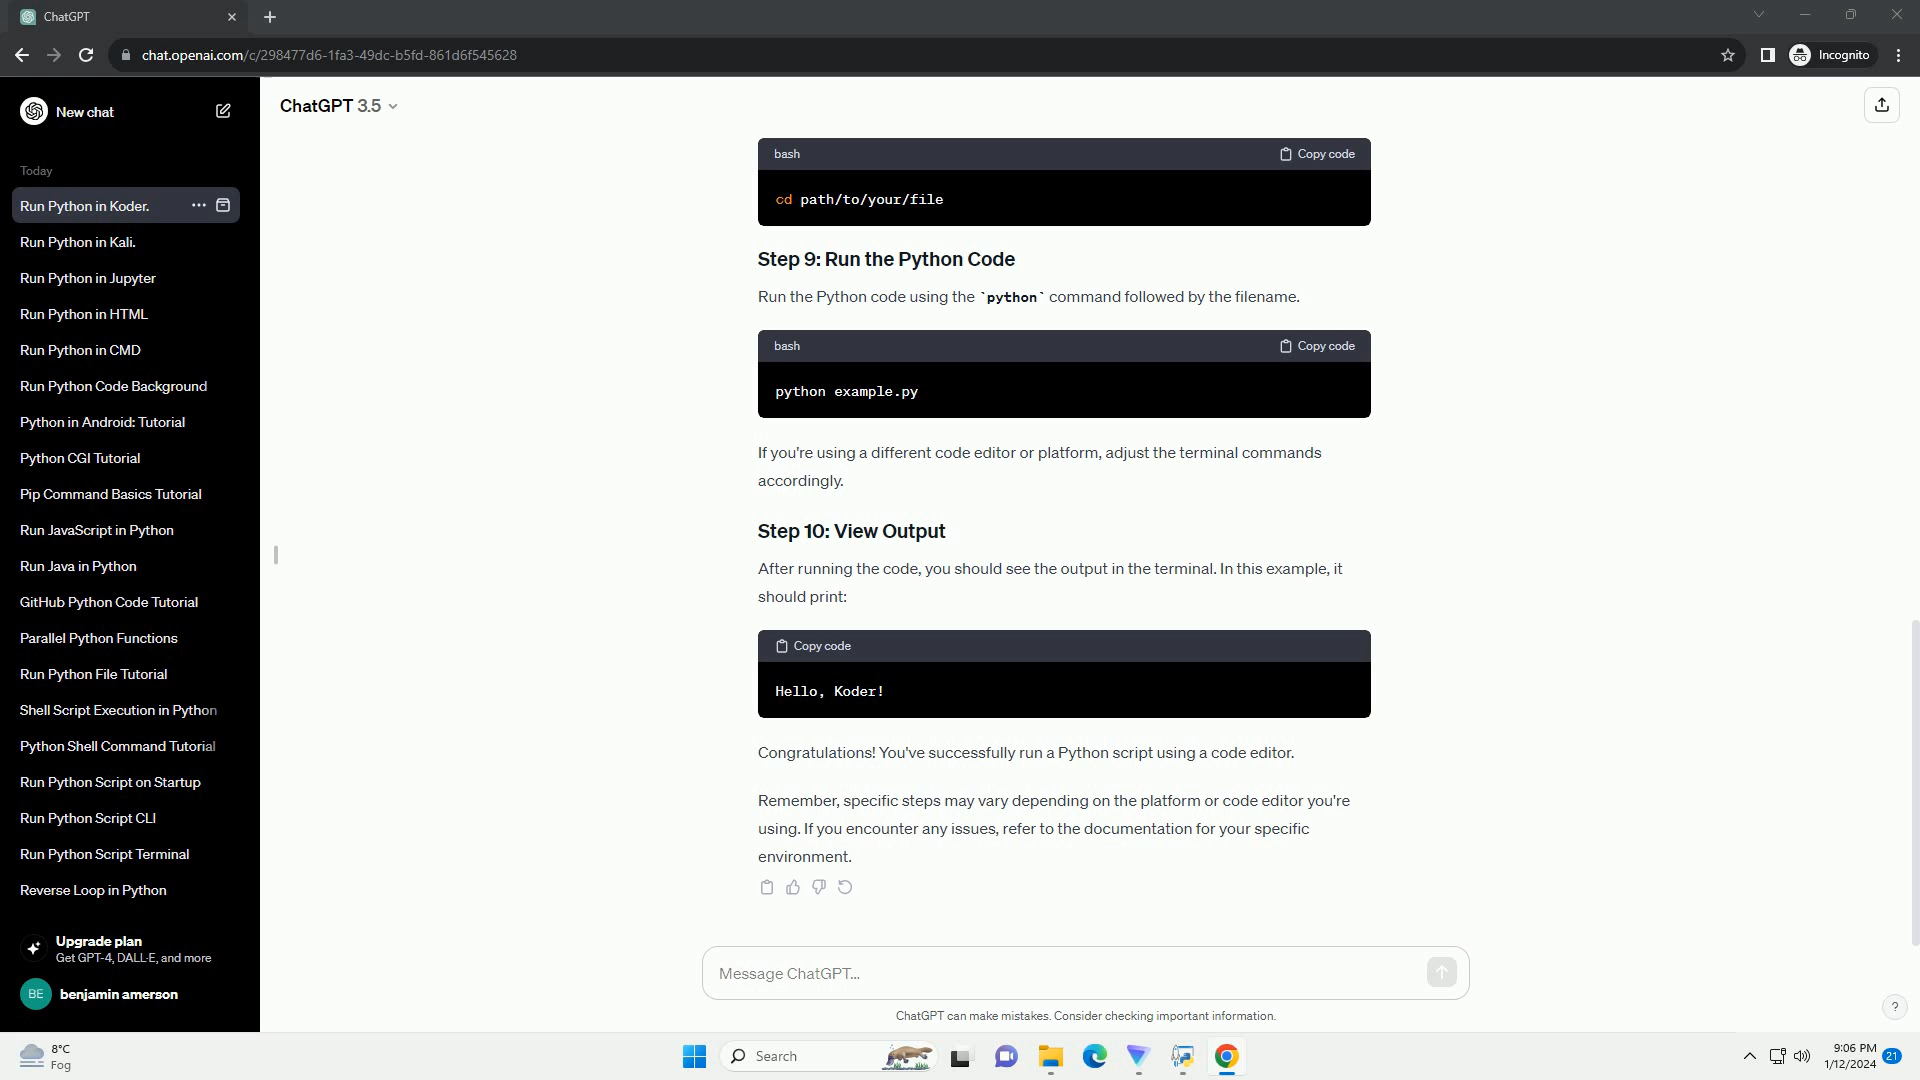 ChatGPT
chat.openai.com/c/298477d6-1fa3-49dc-b5fd-861d6f545628
Incognito
New chat
Today
Run Python in Koder.
Run Python in Kali.
Run Python in Jupyter
Run Python in HTML
Run Python in CMD
Run Python Code Background
Python in Android: Tutorial
Python CGI Tutorial
Pip Command Basics Tutorial
Run JavaScript in Python
Run Java in Python
GitHub Python Code Tutorial
Parallel Python Functions
Run Python File Tutorial
Shell Script Execution in Python
Python Shell Command Tutorial
Run Python Script on Startup
Run Python Script CLI
Run Python Script Terminal
Reverse Loop in Python
Upgrade plan
Get GPT-4, DALL·E, and more
BE benjamin amerson
ChatGPT 3.5
bash Copy code
cd path/to/your/file
Step 9: Run the Python Code
Run the Python code using the `python` command followed by the filename.
bash Copy code
python example.py
If you're using a different code editor or platform, adjust the terminal commands
accordingly.
Step 10: View Output
After running the code, you should see the output in the terminal. In this example, it
should print:
Copy code
Hello, Koder!
Congratulations! You've successfully run a Python script using a code editor.
Remember, specific steps may vary depending on the platform or code editor you're
using. If you encounter any issues, refer to the documentation for your specific
environment.
Message ChatGPT...
ChatGPT can make mistakes. Consider checking important information.
?
8°C
Fog
Search
9:06 PM
1/12/2024
21